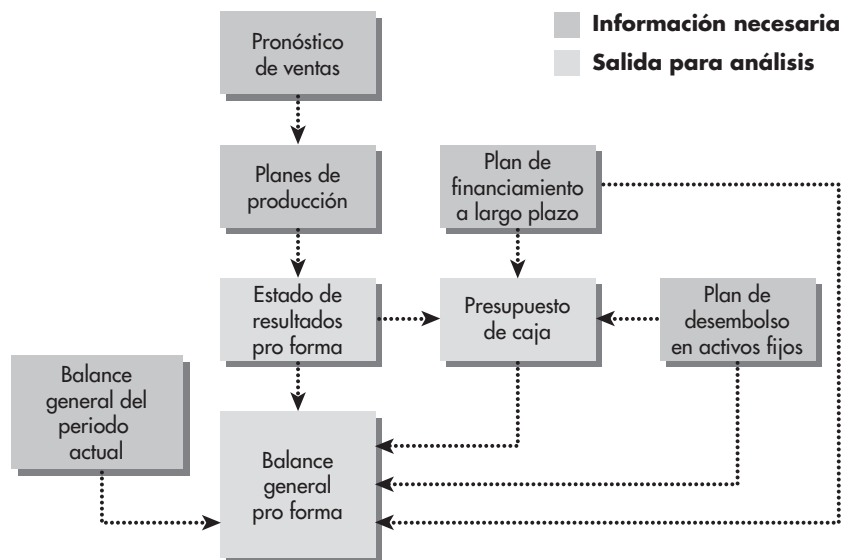 Información necesaria
Salida para análisis
Pronóstico
de ventas
Planes de
producción
Plan de
financiamiento
a largo plazo
Estado de
resultados
pro forma
Presupuesto
de caja
Plan de
desembolso
en activos fijos
Balance
general del
periodo
actual
Balance
general
pro forma